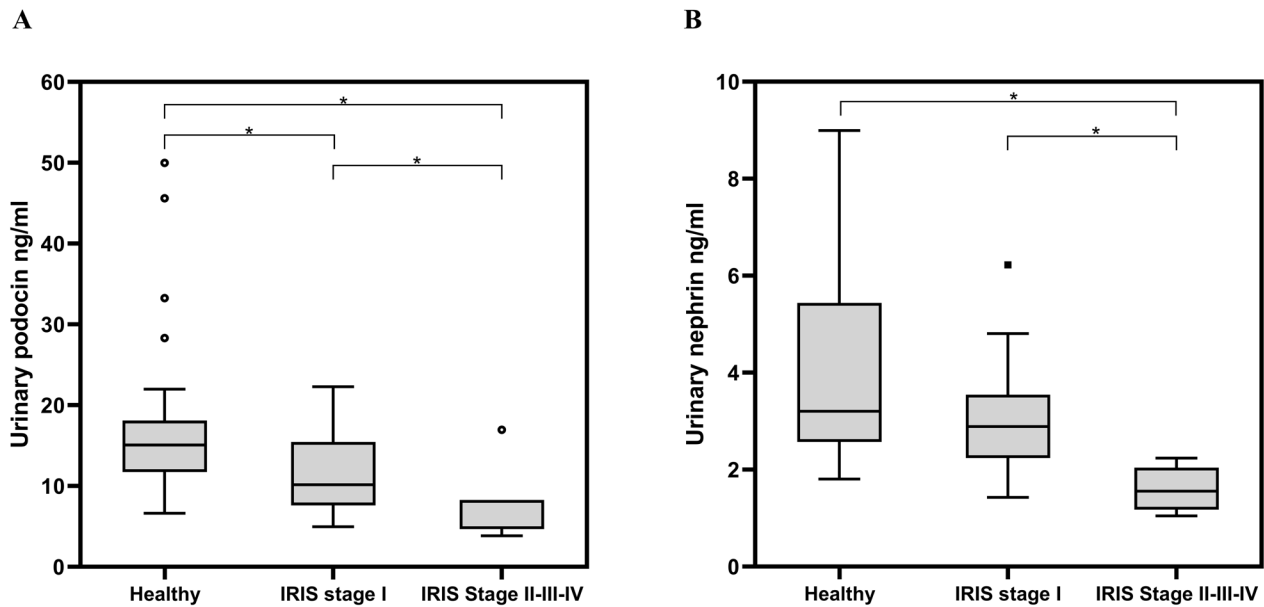 A
Urinary podocin ng/ml
60
50
40
30
20
10
0
*
*
*
Healthy
IRIS stage I
IRIS Stage II-III-IV
B
Urinary nephrin ng/ml
10
8
6
4
2
0
*
*
Healthy
IRIS stage I
IRIS Stage II-III-IV